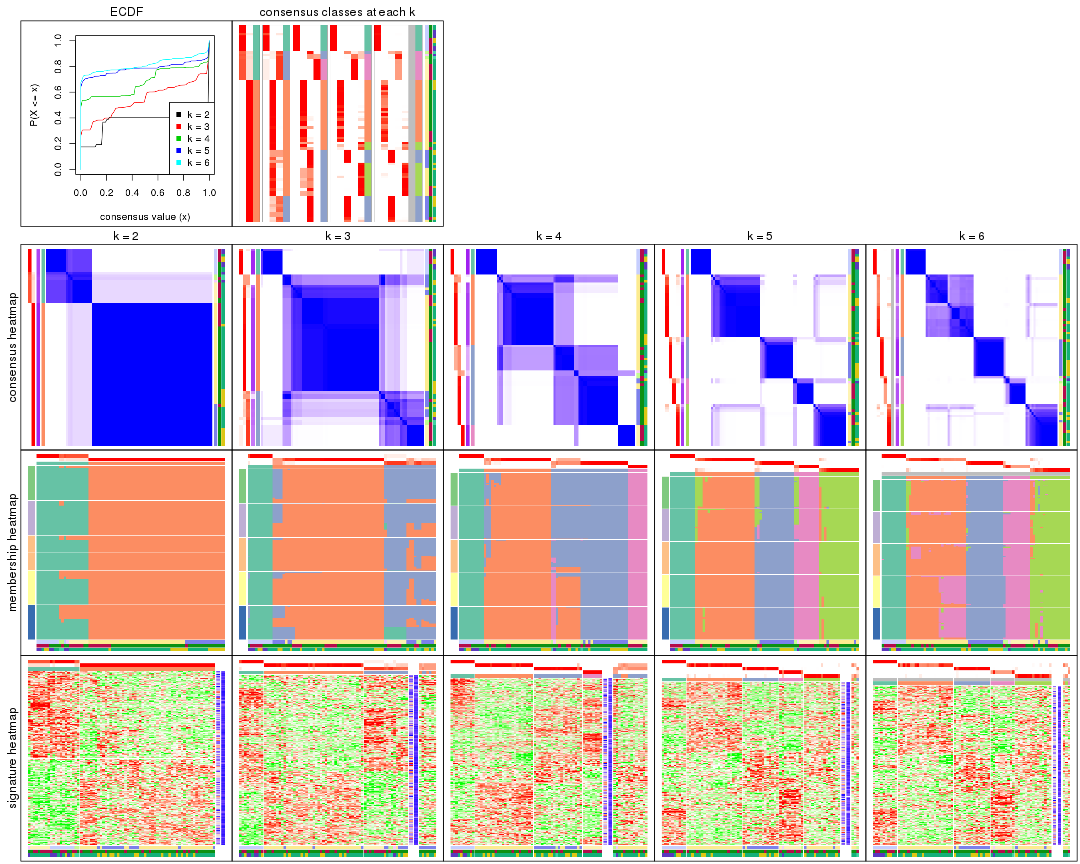 ECDF
consensus classes at each k
P(X <= x)
0.0
0.2
0.4
0.6
0.8
1.0
k = 2
k = 3
k = 4
k = 5
k = 6
0.0 0.2 0.4 0.6 0.8 1.0
consensus value (x)
k = 2
k = 3
k = 4
k = 5
k = 6
consensus heatmap
membership heatmap
signature heatmap